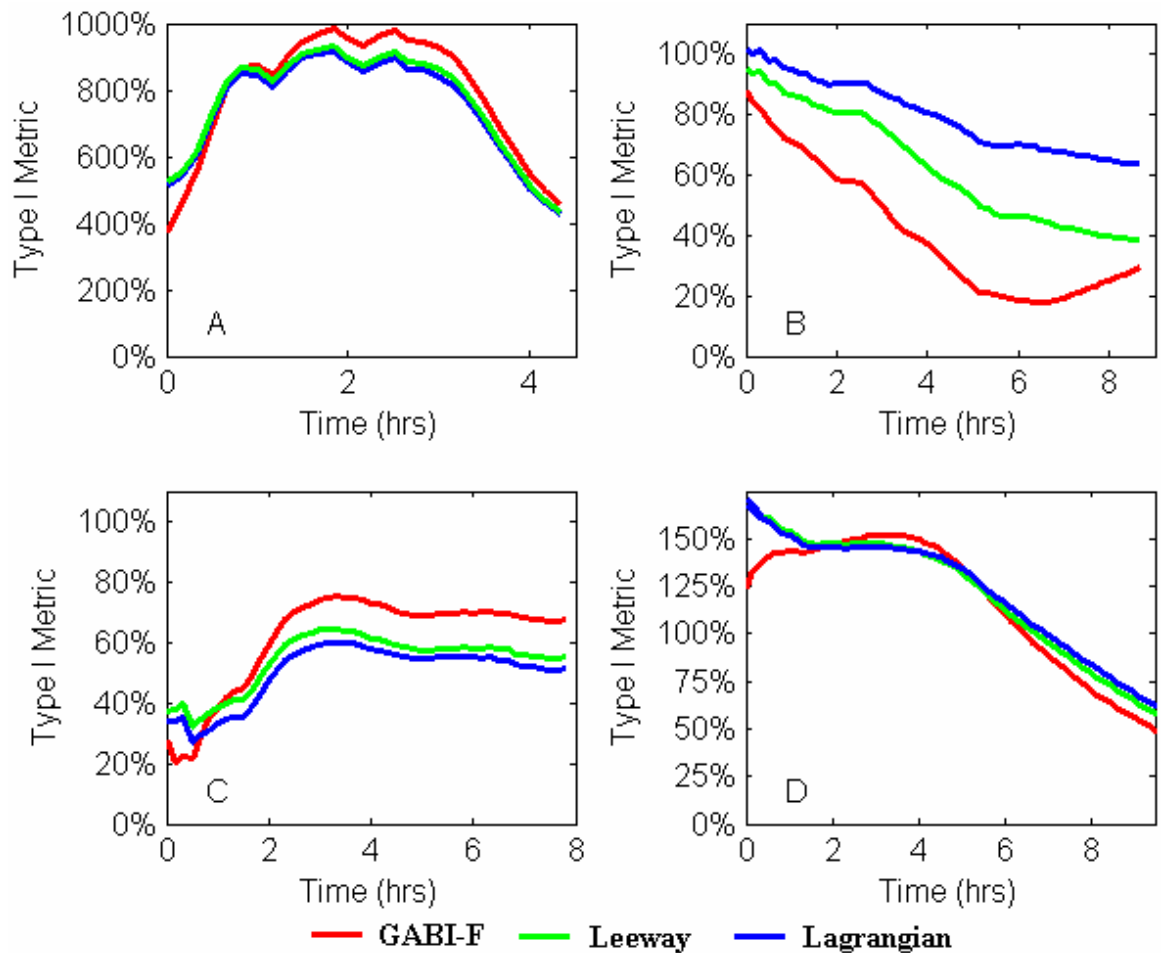 1000%
800%
600%
400%
200%
0%
Type I Metric
A
0 2 4
Time (hrs)
100%
80%
60%
40%
20%
0%
Type I Metric
B
0 2 4 6 8
Time (hrs)
100%
80%
60%
40%
20%
0%
Type I Metric
C
0 2 4 6 8
Time (hrs)
150%
125%
100%
75%
50%
25%
0%
Type I Metric
D
0 2 4 6 8
Time (hrs)
GABI-F Leeway Lagrangian